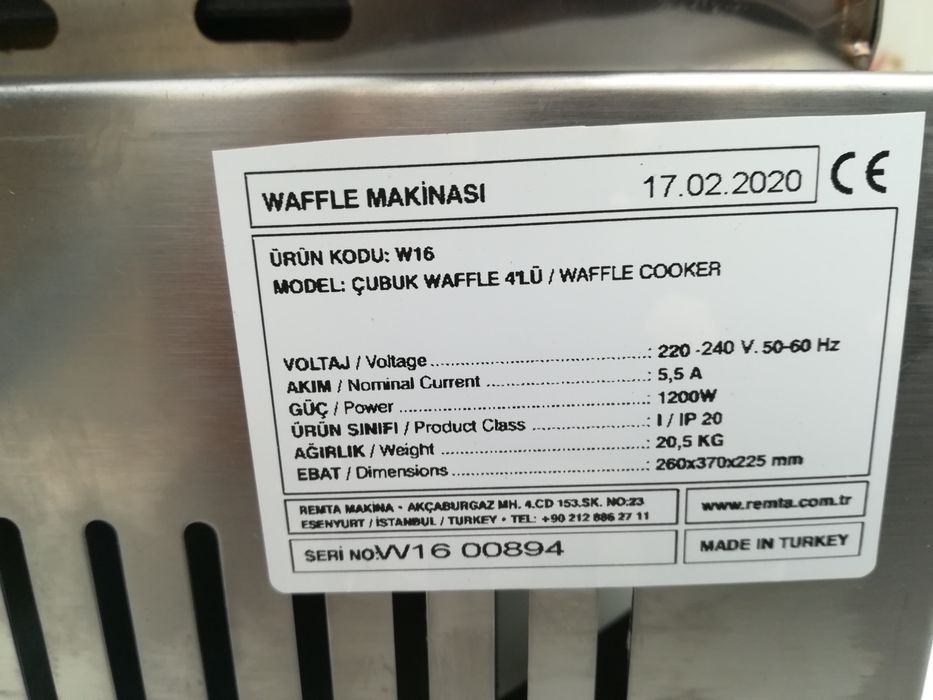 WAFFLE MAKİNASI 17.02.2020 CE
ÜRÜN KODU: W16
MODEL: ÇUBUK WAFFLE 4'LÜ / WAFFLE COOKER
VOLTAJ / Voltage ..........................................: 220 -240 V. 50-60 Hz
AKIM / Nominal Current ...............................: 5,5 A
GÜÇ / Power ................................................: 1200W
ÜRÜN SINIFI / Product Class .......................: I / IP 20
AĞIRLIK / Weight ........................................: 20,5 KG
EBAT / Dimensions ......................................: 260x370x225 mm
REMTA MAKİNA - AKÇABURGAZ MH. 4.CD 153.SK. NO:23
ESENYURT / İSTANBUL / TURKEY • TEL: +90 212 886 27 11
www.remta.com.tr
SERİ NO: W16 00894
MADE IN TURKEY